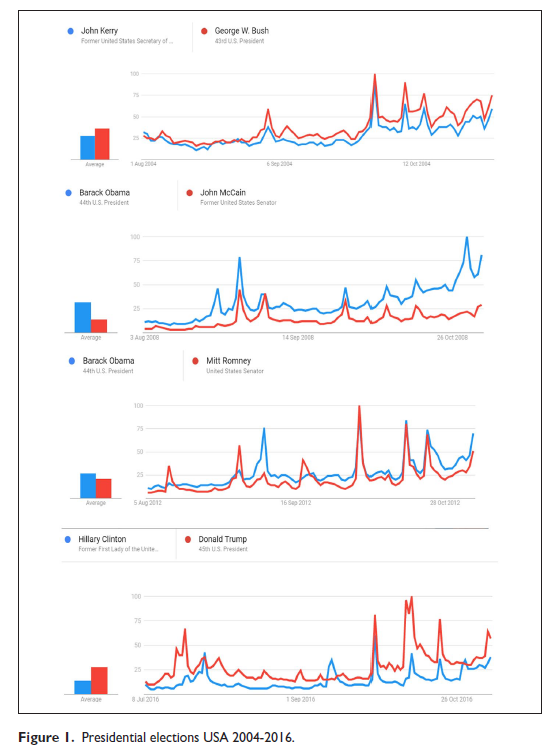 John Kerry George W. Bush
Former United States Secretary of ... 43rd U.S. President
100
75
50
25
Average 1 Aug 2004 6 Sep 2004 12 Oct 2004
Barack Obama John McCain
44th U.S. President Former United States Senator
100
75
50
25
Average 3 Aug 2008 14 Sep 2008 26 Oct 2008
Barack Obama Mitt Romney
44th U.S. President United States Senator
100
75
50
25
Average 5 Aug 2012 16 Sep 2012 28 Oct 2012
Hillary Clinton Donald Trump
Former First Lady of the Unite... 45th U.S. President
100
75
50
25
Average 8 Jul 2016 1 Sep 2016 26 Oct 2016
Figure 1. Presidential elections USA 2004-2016.